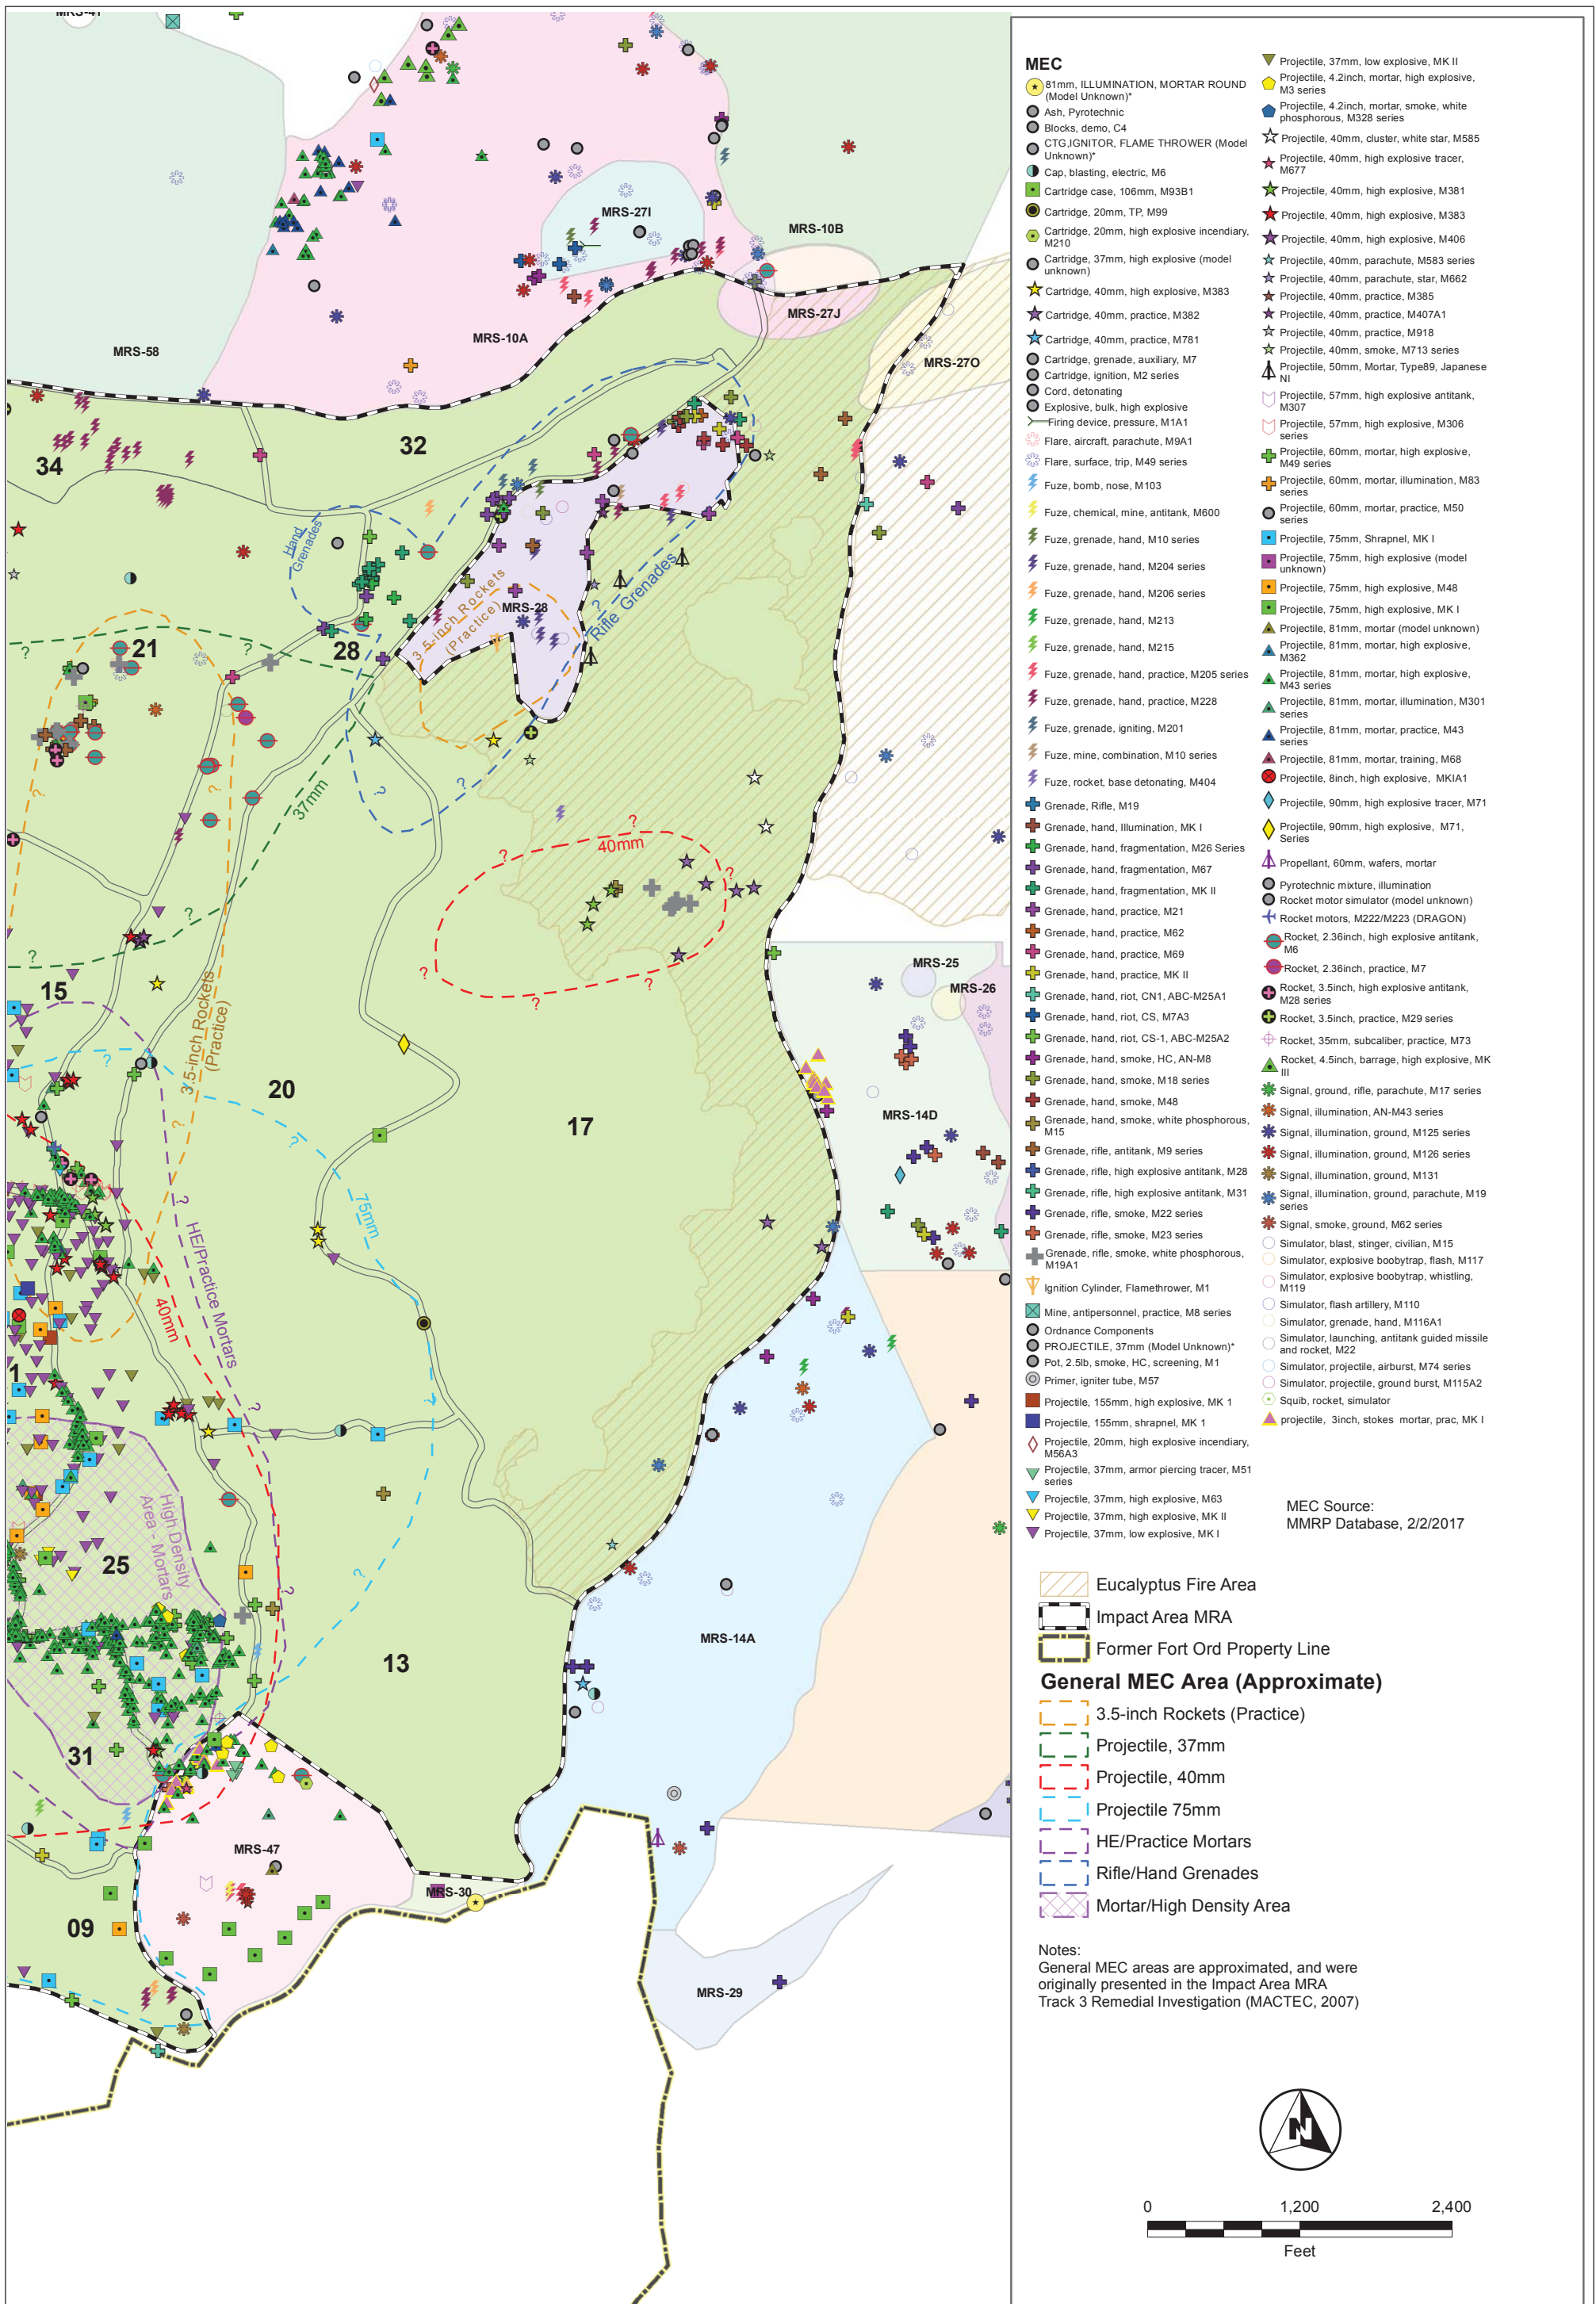 MRS-41
MRS-27I
MRS-10B
MRS-27J
MRS-27O
MRS-58
MRS-10A
32
34
Hand
Grenades
3.5-inch Rockets
(Practice)
MRS-28
Rifle Grenades
?
21
28
?
?
?
?
?
?
37mm
?
40mm
?
?
?
?
?
?
?
?
15
3.5-inch Rockets
(Practice)
MRS-25
MRS-26
?
20
?
?
17
MRS-14D
75mm
?
HE/Practice Mortars
40mm
?
1
High Density
Area - Mortars
25
?
?
13
MRS-14A
31
MRS-47
MRS-30
09
MRS-29
MEC
81mm, ILLUMINATION, MORTAR ROUND
(Model Unknown)*
Ash, Pyrotechnic
Blocks, demo, C4
CTG,IGNITOR, FLAME THROWER (Model
Unknown)*
Cap, blasting, electric, M6
Cartridge case, 106mm, M93B1
Cartridge, 20mm, TP, M99
Cartridge, 20mm, high explosive incendiary,
M210
Cartridge, 37mm, high explosive (model
unknown)
Cartridge, 40mm, high explosive, M383
Cartridge, 40mm, practice, M382
Cartridge, 40mm, practice, M781
Cartridge, grenade, auxiliary, M7
Cartridge, ignition, M2 series
Cord, detonating
Explosive, bulk, high explosive
Firing device, pressure, M1A1
Flare, aircraft, parachute, M9A1
Flare, surface, trip, M49 series
Fuze, bomb, nose, M103
Fuze, chemical, mine, antitank, M600
Fuze, grenade, hand, M10 series
Fuze, grenade, hand, M204 series
Fuze, grenade, hand, M206 series
Fuze, grenade, hand, M213
Fuze, grenade, hand, M215
Fuze, grenade, hand, practice, M205 series
Fuze, grenade, hand, practice, M228
Fuze, grenade, igniting, M201
Fuze, mine, combination, M10 series
Fuze, rocket, base detonating, M404
Grenade, Rifle, M19
Grenade, hand, Illumination, MK I
Grenade, hand, fragmentation, M26 Series
Grenade, hand, fragmentation, M67
Grenade, hand, fragmentation, MK II
Grenade, hand, practice, M21
Grenade, hand, practice, M62
Grenade, hand, practice, M69
Grenade, hand, practice, MK II
Grenade, hand, riot, CN1, ABC-M25A1
Grenade, hand, riot, CS, M7A3
Grenade, hand, riot, CS-1, ABC-M25A2
Grenade, hand, smoke, HC, AN-M8
Grenade, hand, smoke, M18 series
Grenade, hand, smoke, M48
Grenade, hand, smoke, white phosphorous,
M15
Grenade, rifle, antitank, M9 series
Grenade, rifle, high explosive antitank, M28
Grenade, rifle, high explosive antitank, M31
Grenade, rifle, smoke, M22 series
Grenade, rifle, smoke, M23 series
Grenade, rifle, smoke, white phosphorous,
M19A1
Ignition Cylinder, Flamethrower, M1
Mine, antipersonnel, practice, M8 series
Ordnance Components
PROJECTILE, 37mm (Model Unknown)*
Pot, 2.5lb, smoke, HC, screening, M1
Primer, igniter tube, M57
Projectile, 155mm, high explosive, MK 1
Projectile, 155mm, shrapnel, MK 1
Projectile, 20mm, high explosive incendiary,
M56A3
Projectile, 37mm, armor piercing tracer, M51
series
Projectile, 37mm, high explosive, M63
Projectile, 37mm, high explosive, MK II
Projectile, 37mm, low explosive, MK I
Projectile, 37mm, low explosive, MK II
Projectile, 4.2inch, mortar, high explosive,
M3 series
Projectile, 4.2inch, mortar, smoke, white
phosphorous, M328 series
Projectile, 40mm, cluster, white star, M585
Projectile, 40mm, high explosive tracer,
M677
Projectile, 40mm, high explosive, M381
Projectile, 40mm, high explosive, M383
Projectile, 40mm, high explosive, M406
Projectile, 40mm, parachute, M583 series
Projectile, 40mm, parachute, star, M662
Projectile, 40mm, practice, M385
Projectile, 40mm, practice, M407A1
Projectile, 40mm, practice, M918
Projectile, 40mm, smoke, M713 series
Projectile, 50mm, Mortar, Type89, Japanese
NI
Projectile, 57mm, high explosive antitank,
M307
Projectile, 57mm, high explosive, M306
series
Projectile, 60mm, mortar, high explosive,
M49 series
Projectile, 60mm, mortar, illumination, M83
series
Projectile, 60mm, mortar, practice, M50
series
Projectile, 75mm, Shrapnel, MK I
Projectile, 75mm, high explosive (model
unknown)
Projectile, 75mm, high explosive, M48
Projectile, 75mm, high explosive, MK I
Projectile, 81mm, mortar (model unknown)
Projectile, 81mm, mortar, high explosive,
M362
Projectile, 81mm, mortar, high explosive,
M43 series
Projectile, 81mm, mortar, illumination, M301
series
Projectile, 81mm, mortar, practice, M43
series
Projectile, 81mm, mortar, training, M68
Projectile, 8inch, high explosive, MKIA1
Projectile, 90mm, high explosive tracer, M71
Projectile, 90mm, high explosive, M71,
Series
Propellant, 60mm, wafers, mortar
Pyrotechnic mixture, illumination
Rocket motor simulator (model unknown)
Rocket motors, M222/M223 (DRAGON)
Rocket, 2.36inch, high explosive antitank,
M6
Rocket, 2.36inch, practice, M7
Rocket, 3.5inch, high explosive antitank,
M28 series
Rocket, 3.5inch, practice, M29 series
Rocket, 35mm, subcaliber, practice, M73
Rocket, 4.5inch, barrage, high explosive, MK
III
Signal, ground, rifle, parachute, M17 series
Signal, illumination, AN-M43 series
Signal, illumination, ground, M125 series
Signal, illumination, ground, M126 series
Signal, illumination, ground, M131
Signal, illumination, ground, parachute, M19
series
Signal, smoke, ground, M62 series
Simulator, blast, stinger, civilian, M15
Simulator, explosive boobytrap, flash, M117
Simulator, explosive boobytrap, whistling,
M119
Simulator, flash artillery, M110
Simulator, grenade, hand, M116A1
Simulator, launching, antitank guided missile
and rocket, M22
Simulator, projectile, airburst, M74 series
Simulator, projectile, ground burst, M115A2
Squib, rocket, simulator
projectile, 3inch, stokes mortar, prac, MK I
MEC Source:
MMRP Database, 2/2/2017
Eucalyptus Fire Area
Impact Area MRA
Former Fort Ord Property Line
General MEC Area (Approximate)
3.5-inch Rockets (Practice)
Projectile, 37mm
Projectile, 40mm
Projectile 75mm
HE/Practice Mortars
Rifle/Hand Grenades
Mortar/High Density Area
Notes:
General MEC areas are approximated, and were
originally presented in the Impact Area MRA
Track 3 Remedial Investigation (MACTEC, 2007)
N
0 1,200 2,400
Feet